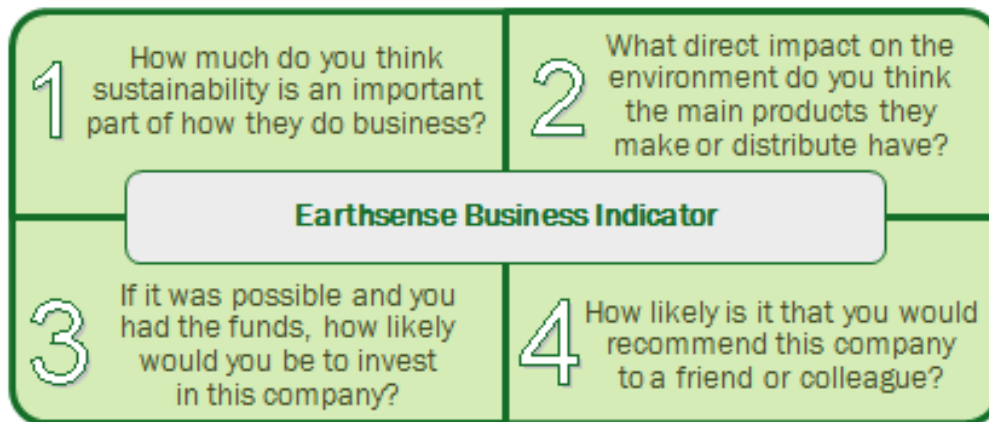 1
How much do you think
sustainability is an important
part of how they do business?
2
What direct impact on the
environment do you think
the main products they
make or distribute have?
Earthsense Business Indicator
3
If it was possible and you
had the funds, how likely
would you be to invest
in this company?
4
How likely is it that you would
recommend this company
to a friend or colleague?